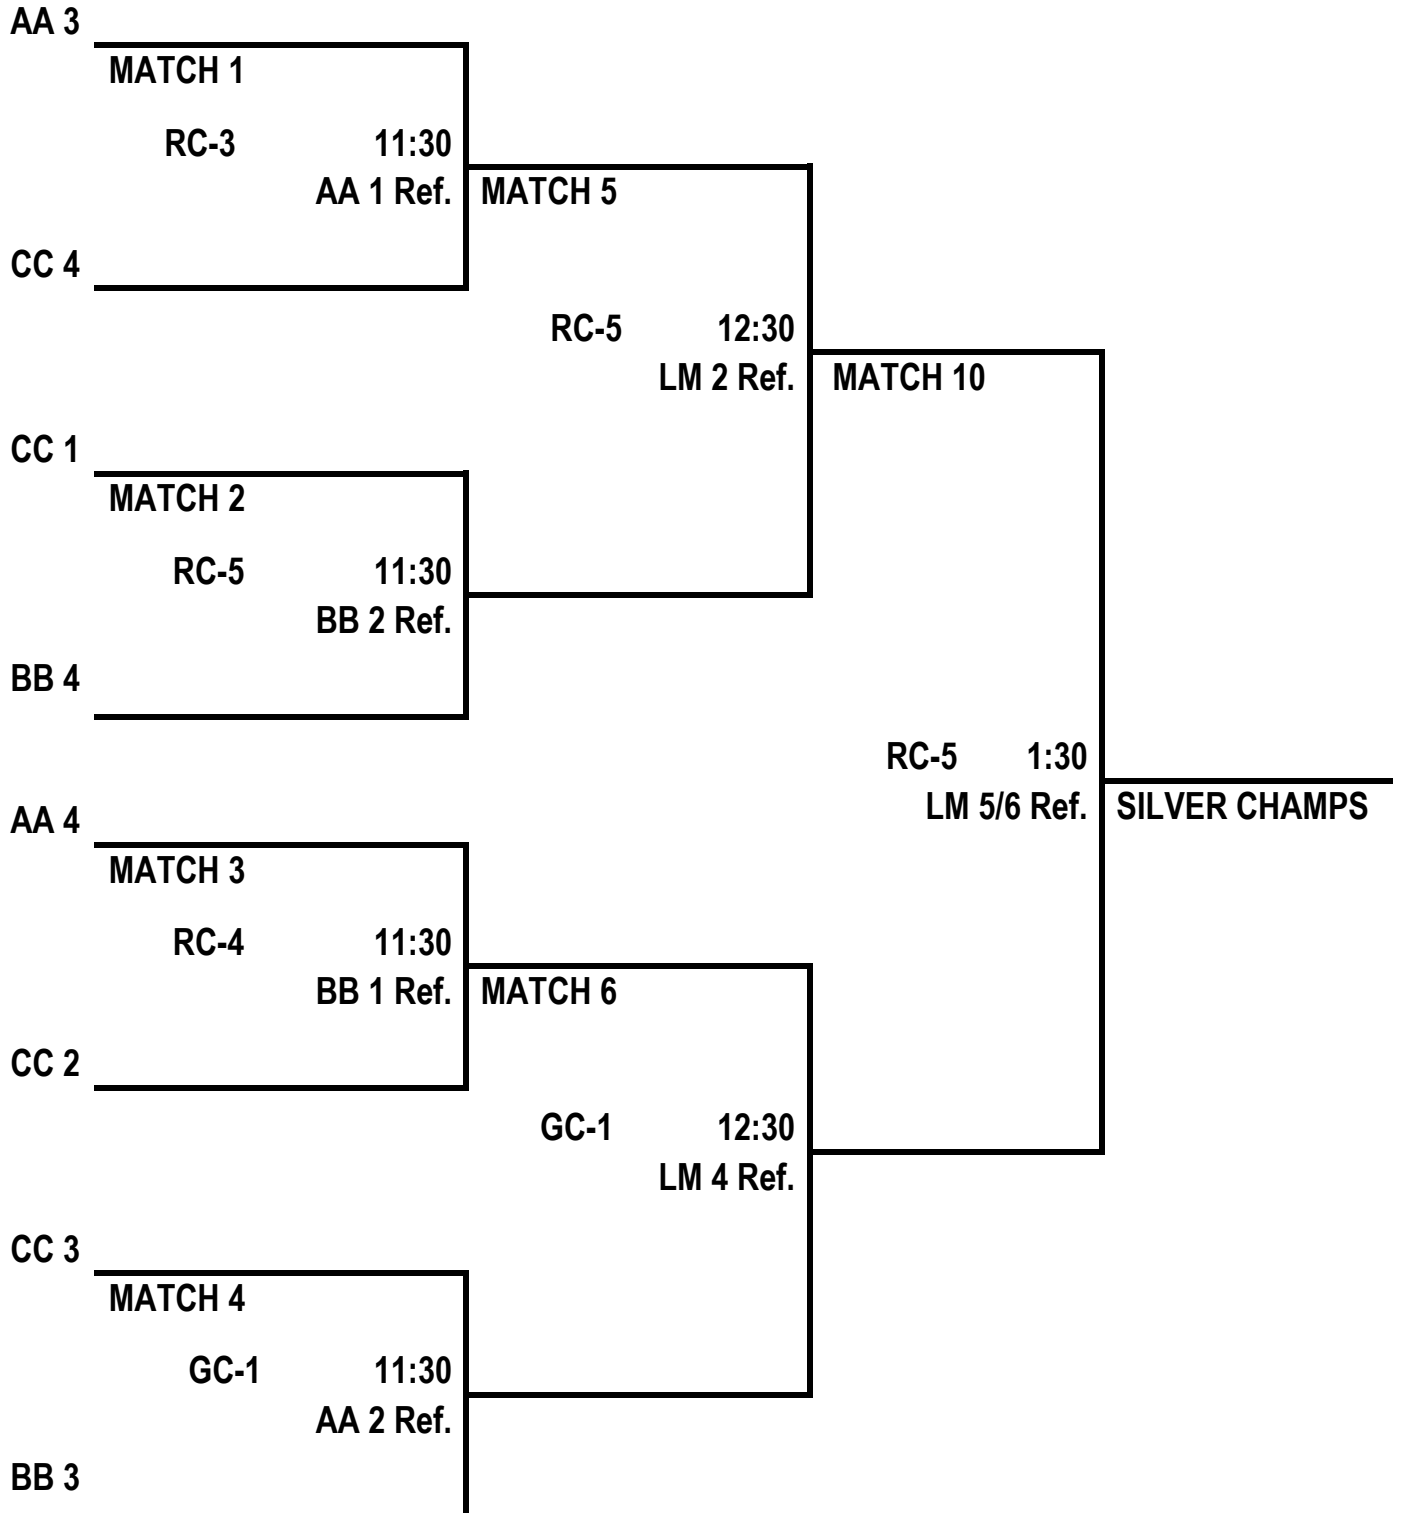 AA 3
MATCH 1
RC-3 11:30
AA 1 Ref. MATCH 5
CC 4
RC-5 12:30
LM 2 Ref. MATCH 10
CC 1
MATCH 2
RC-5 11:30
BB 2 Ref.
BB 4
RC-5 1:30
LM 5/6 Ref. SILVER CHAMPS
AA 4
MATCH 3
RC-4 11:30
BB 1 Ref. MATCH 6
CC 2
GC-1 12:30
LM 4 Ref.
CC 3
MATCH 4
GC-1 11:30
AA 2 Ref.
BB 3